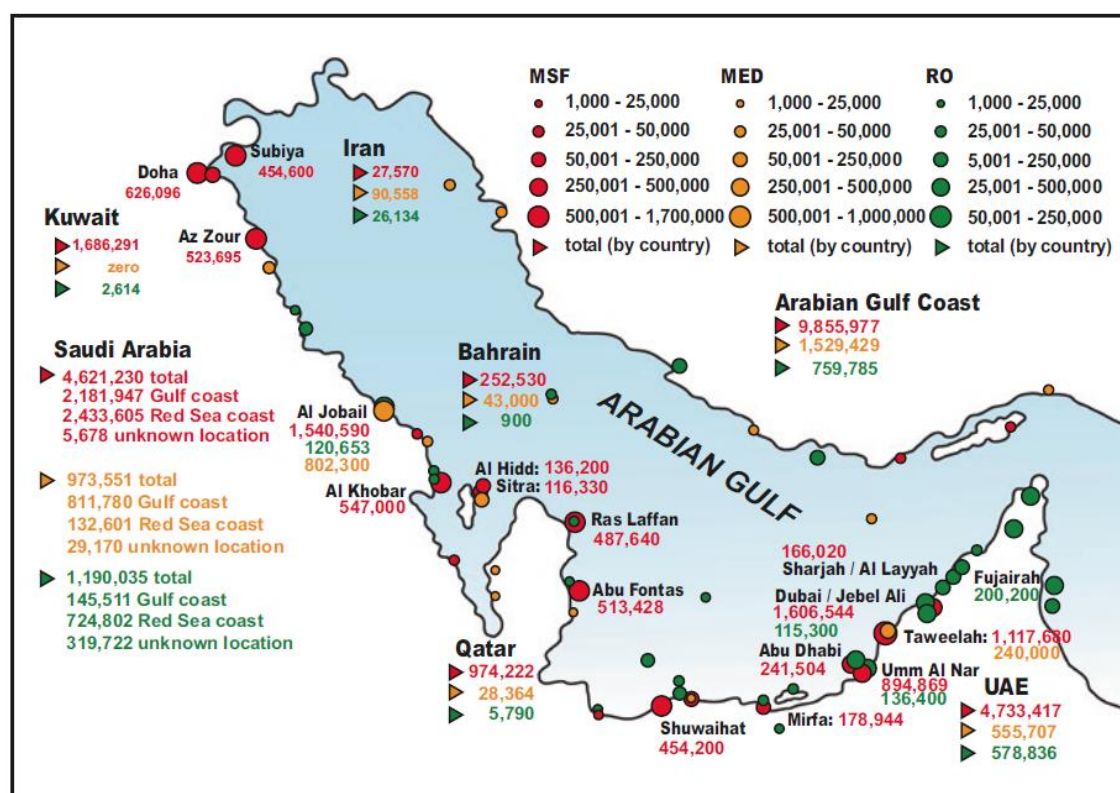 MSF
1,000 - 25,000
25,001 - 50,000
50,001 - 250,000
250,001 - 500,000
500,001 - 1,700,000
total (by country)
MED
1,000 - 25,000
25,001 - 50,000
50,001 - 250,000
250,001 - 500,000
500,001 - 1,000,000
total (by country)
RO
1,000 - 25,000
25,001 - 50,000
5,001 - 250,000
25,001 - 500,000
50,001 - 250,000
total (by country)
Subiya
454,600
Doha
626,096
Iran
27,570
90,558
26,134
Kuwait
1,686,291
zero
2,614
Az Zour
523,695
Arabian Gulf Coast
9,855,977
1,529,429
759,785
Saudi Arabia
4,621,230 total
2,181,947 Gulf coast
2,433,605 Red Sea coast
5,678 unknown location
973,551 total
811,780 Gulf coast
132,601 Red Sea coast
29,170 unknown location
1,190,035 total
145,511 Gulf coast
724,802 Red Sea coast
319,722 unknown location
Bahrain
252,530
43,000
900
ARABIAN GULF
Al Jobail
1,540,590
120,653
802,300
Al Khobar
547,000
Al Hidd: 136,200
Sitra: 116,330
Ras Laffan
487,640
Abu Fontas
513,428
Qatar
974,222
28,364
5,790
166,020
Sharjah / Al Layyah
Dubai / Jebel Ali
1,606,544
115,300
Fujairah
200,200
Taweelah: 1,117,680
240,000
Abu Dhabi
241,504
Umm Al Nar
894,869
136,400
Shuwaihat
454,200
Mirfa: 178,944
UAE
4,733,417
555,707
578,836